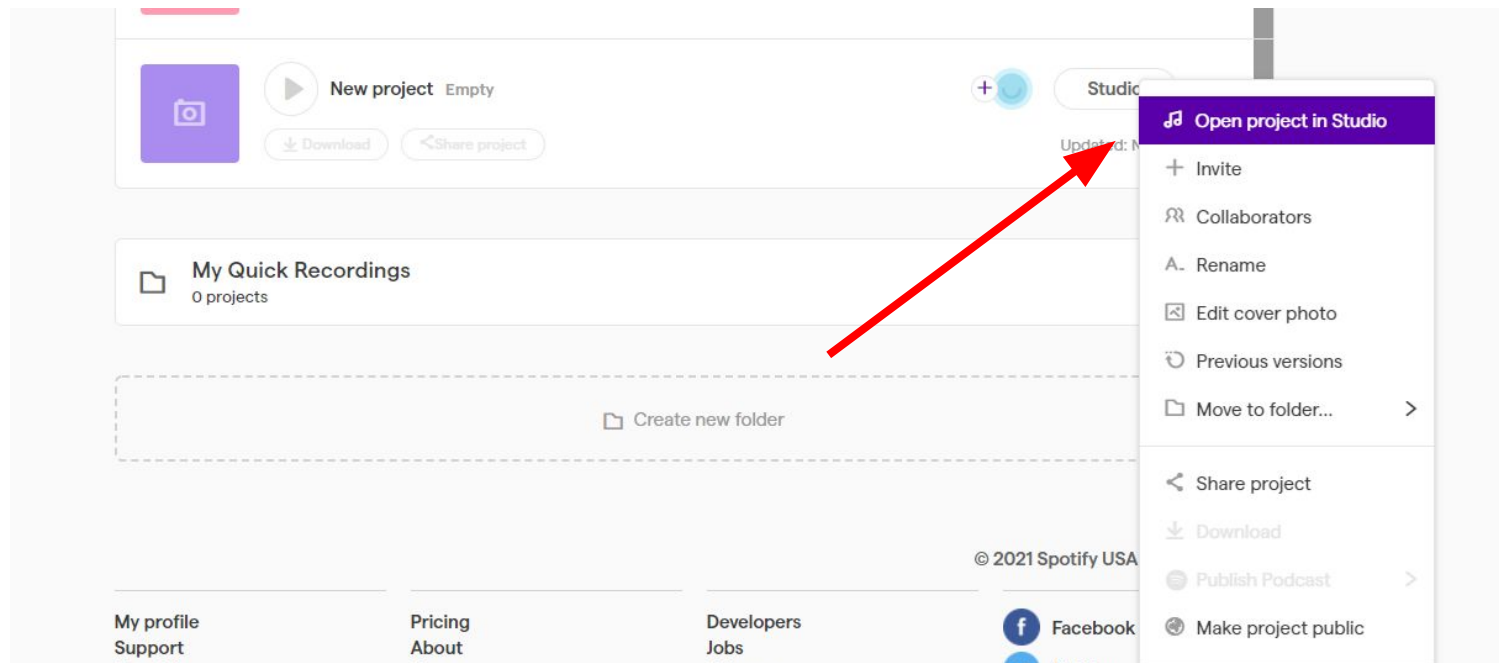 New project Empty
Studio
Download
Share project
Updated: N
My Quick Recordings
0 projects
Create new folder
© 2021 Spotify USA
My profile
Support
Pricing
About
Developers
Jobs
Facebook
Open project in Studio
Invite
Collaborators
Rename
Edit cover photo
Previous versions
Move to folder...
Share project
Download
Publish Podcast
Make project public